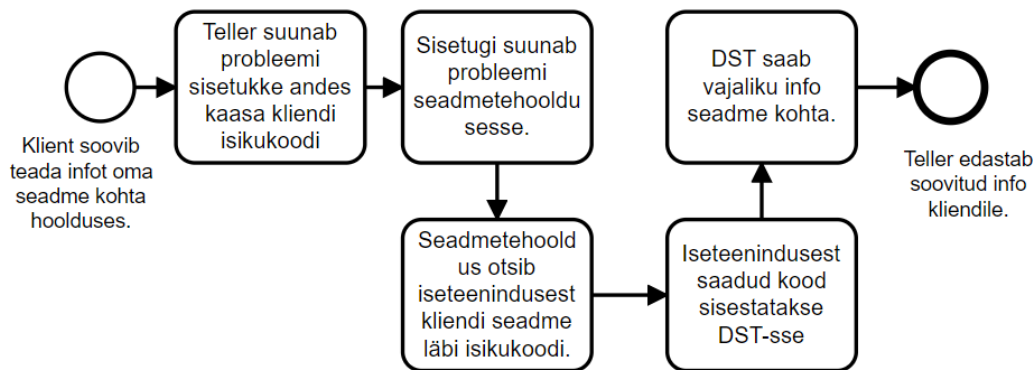 Klient soovib
teada infot oma
seadme kohta
hoolduses.
Teller suunab
probleemi
sisetukke andes
kaasa kliendi
isikukoodi
Sisetugi suunab
probleemi
seadmetehooldu
sesse.
Seadmetehoold
us otsib
iseteenindusest
kliendi seadme
läbi isikukoodi.
Iseteenindusest
saadud kood
sisestatakse
DST-sse
DST saab
vajaliku info
seadme kohta.
Teller edastab
soovitud info
kliendile.